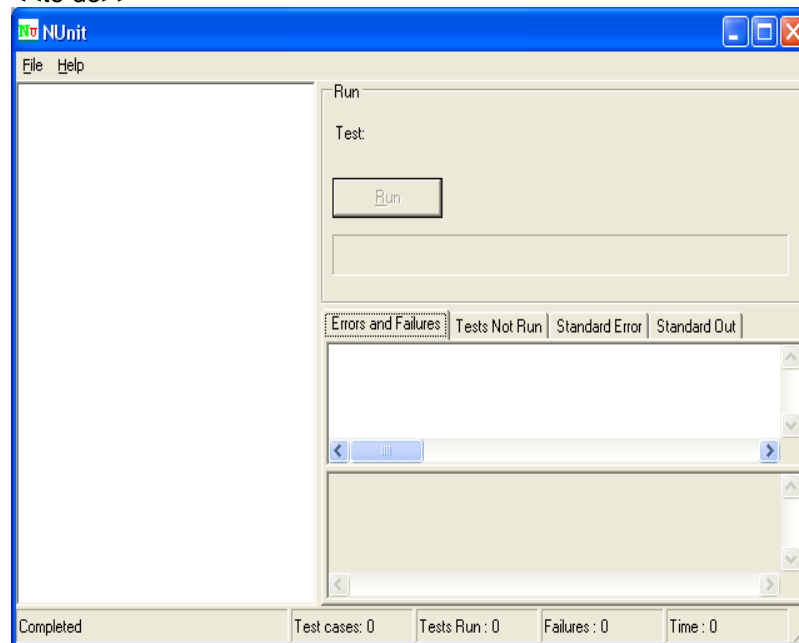 NUnit
File Help
Run
Test:
Run
Errors and Failures Tests Not Run Standard Error Standard Out
Completed Test cases: 0 Tests Run : 0 Failures : 0 Time : 0